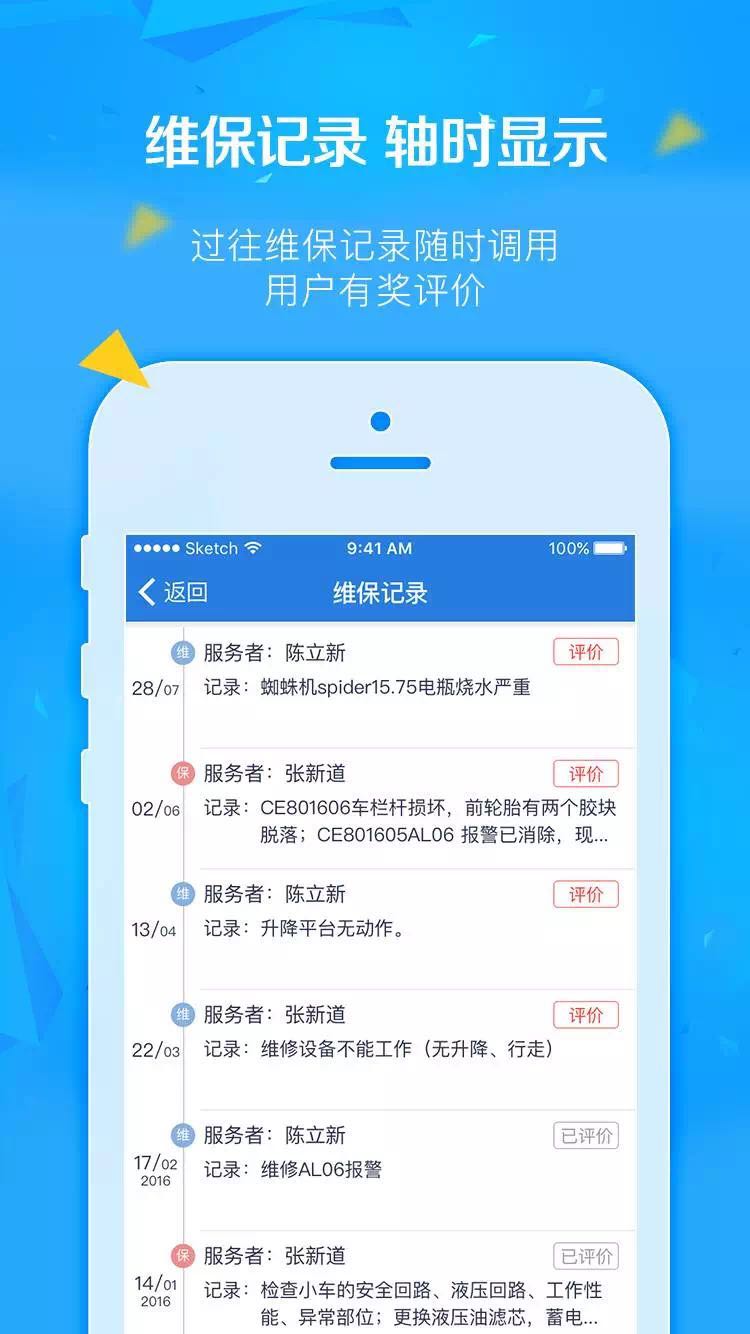 维保记录 轴时显示
过往维保记录随时调用
用户有奖评价
Sketch 9:41 AM 100%
返回 维保记录
维 服务者：陈立新 评价
28/07 记录：蜘蛛机spider15.75电瓶烧水严重
保 服务者：张新道 评价
02/06 记录：CE801606车栏杆损坏，前轮胎有两个胶块
脱落；CE801605AL06 报警已消除，现...
维 服务者：陈立新 评价
13/04 记录：升降平台无动作。
维 服务者：张新道 评价
22/03 记录：维修设备不能工作（无升降、行走）
维 服务者：陈立新 已评价
17/02 记录：维修AL06报警
2016
保 服务者：张新道 已评价
14/01 记录：检查小车的安全回路、液压回路、工作性
2016 能、异常部位；更换液压油滤芯，蓄电...